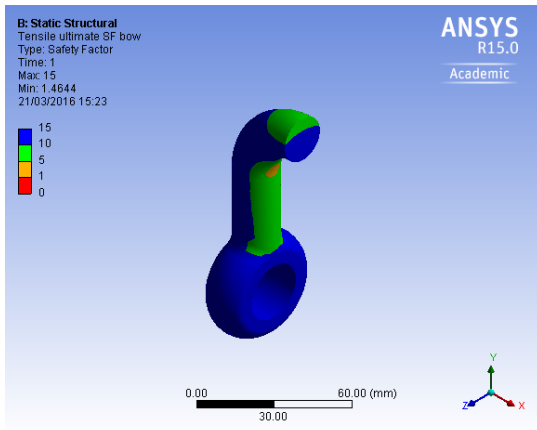 B: Static Structural
Tensile ultimate SF bow
Type: Safety Factor
Time: 1
Max: 15
Min: 1.4644
21/03/2016 15:23
15
10
5
1
0
ANSYS
R15.0
Academic
0.00
60.00 (mm)
30.00
Y
Z
X